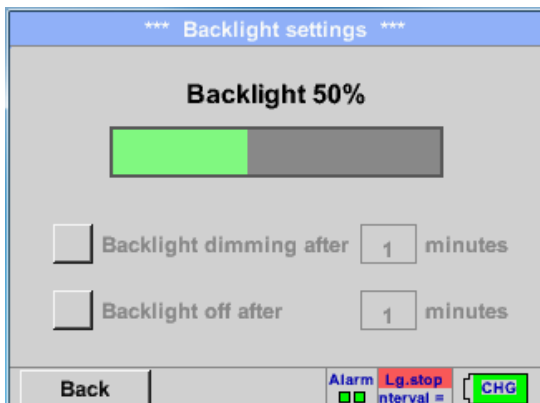 *** Backlight settings ***
Backlight 50%
Backlight dimming after 1 minutes
Backlight off after 1 minutes
Back
Alarm
Lg.stop
nterval =
CHG